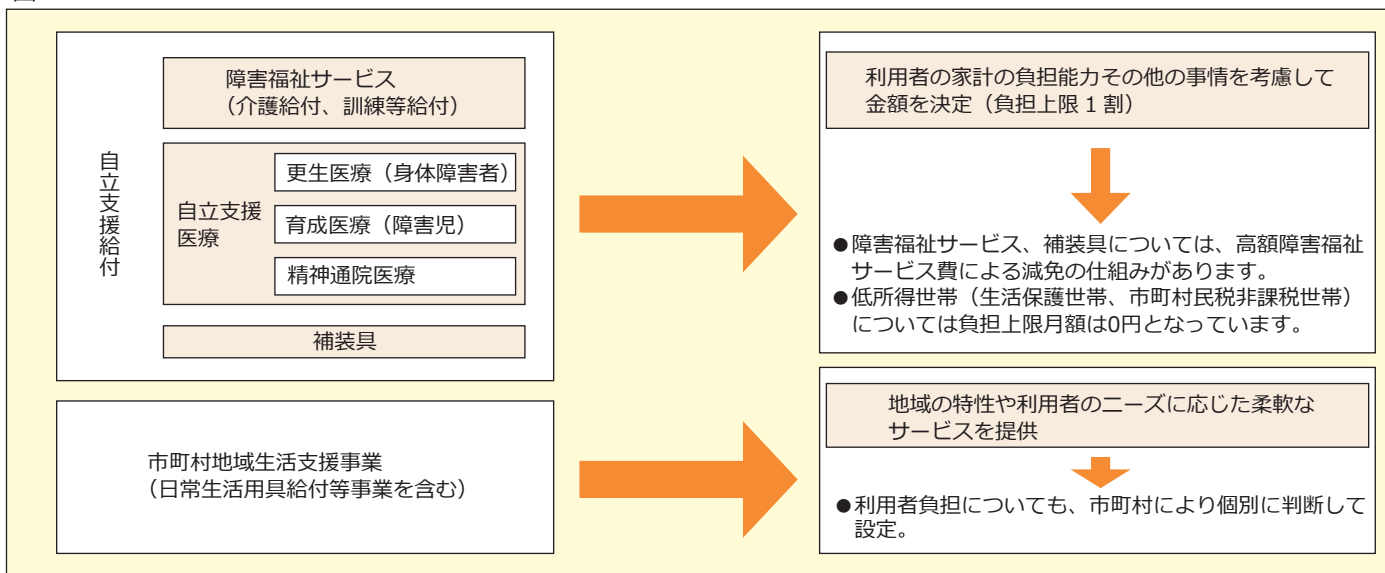 自立支援給付
障害福祉サービス
（介護給付、訓練等給付）
自立支援
医療
更生医療（身体障害者）
育成医療（障害児）
精神通院医療
補装具
利用者の家計の負担能力その他の事情を考慮して
金額を決定（負担上限 1 割）
●障害福祉サービス、補装具については、高額障害福祉
サービス費による減免の仕組みがあります。
●低所得世帯（生活保護世帯、市町村民税非課税世帯）
については負担上限月額は0円となっています。
市町村地域生活支援事業
（日常生活用具給付等事業を含む）
地域の特性や利用者のニーズに応じた柔軟な
サービスを提供
●利用者負担についても、市町村により個別に判断して
設定。